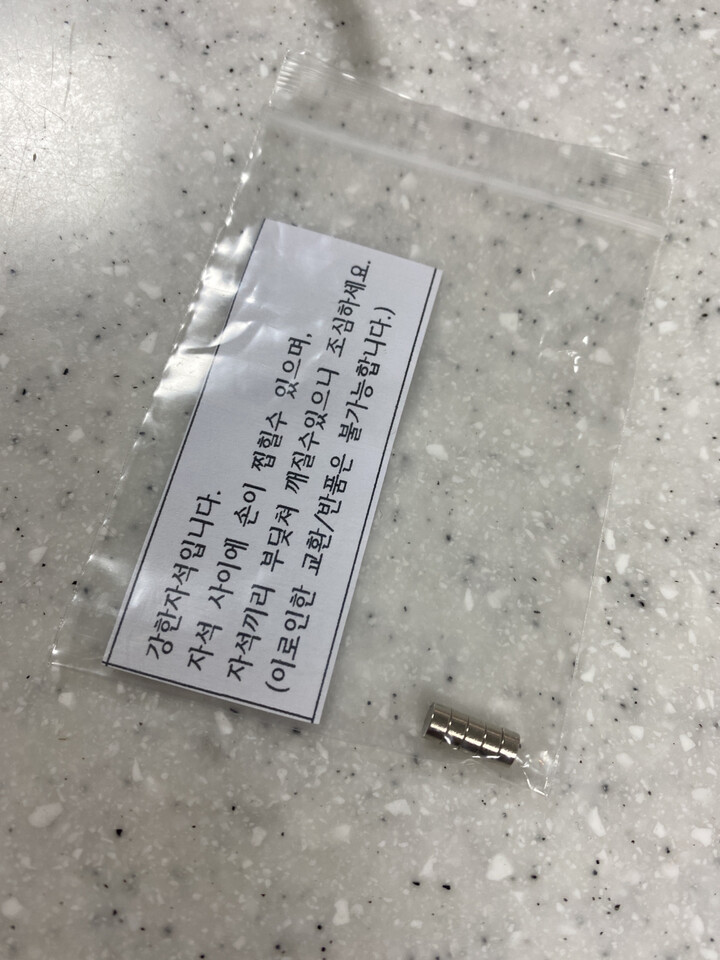 강한자석입니다.
자석 사이에 손이 찝힐수 있으며,
자석끼리 부딪쳐 깨질수있으니 조심하세요.
(이로인한 교환/반품은 불가능합니다.)